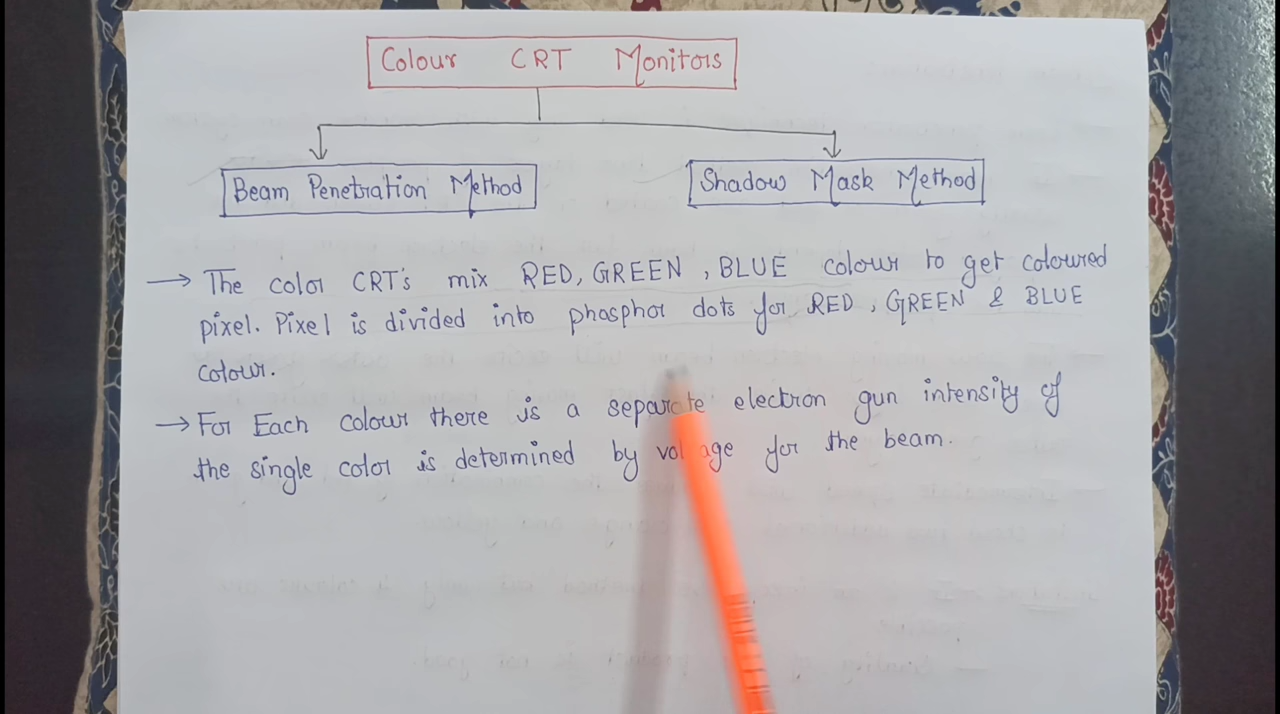 Colour CRT Monitors
Beam Penetration Method
Shadow Mask Method
→ The color CRT's mix RED, GREEN, BLUE colour to get coloured
pixel. Pixel is divided into phosphor dots for RED, GREEN & BLUE
colour.
→ For Each colour there is a separate electron gun intensity of
the single color is determined by voltage for the beam.